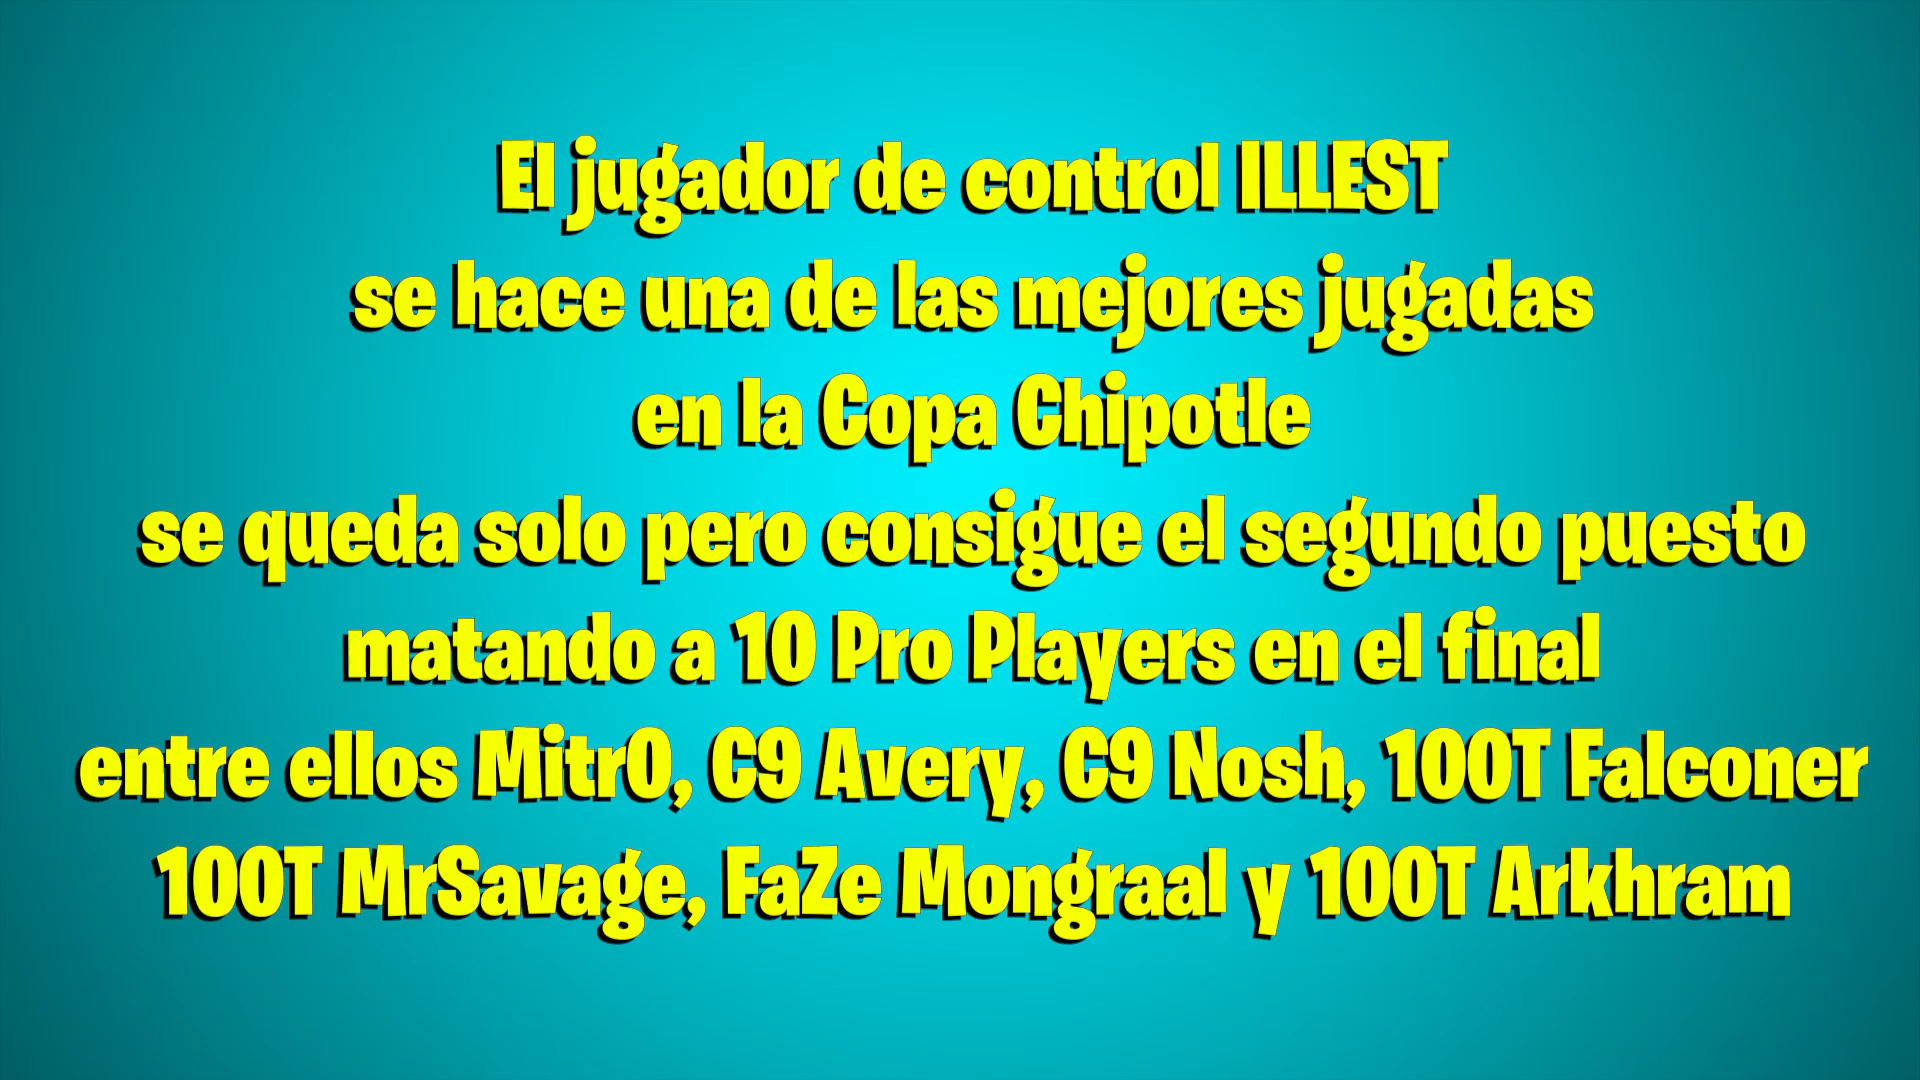 El jugador de control ILLEST
se hace una de las mejores jugadas
en la Copa Chipotle
se queda solo pero consigue el segundo puesto
matando a 10 Pro Players en el final
entre ellos Mitr0, C9 Avery, C9 Nosh, 100T Falconer
100T MrSavage, FaZe Mongraal y 100T Arkhram